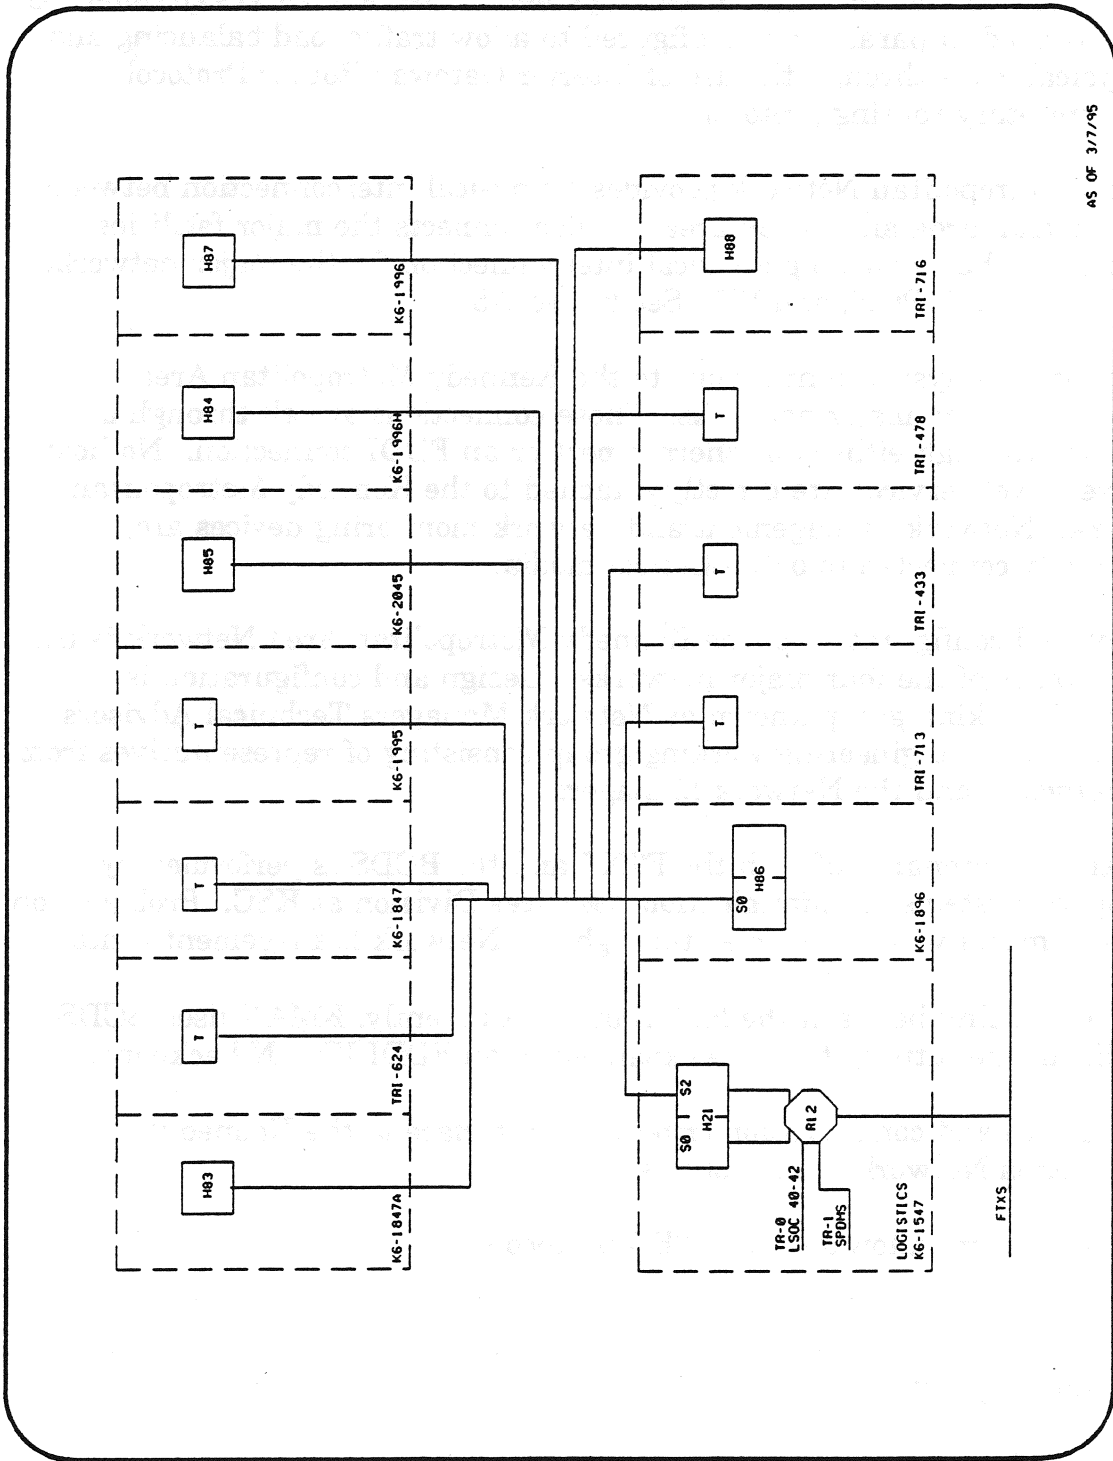 H83
T
T
T
H85
H84
H87
K6-1847A
TRI-624
K6-1847
K6-1995
K6-2045
K6-1996H
K6-1996
S0
S2
H21
S0
H86
T
T
T
H88
TR-0
LSOC 40-42
R12
TR-1
SPDMS
LOGISTICS
K6-1547
K6-1896
TRI-713
TRI-433
TRI-478
TRI-716
FTXS
AS OF 3/7/95